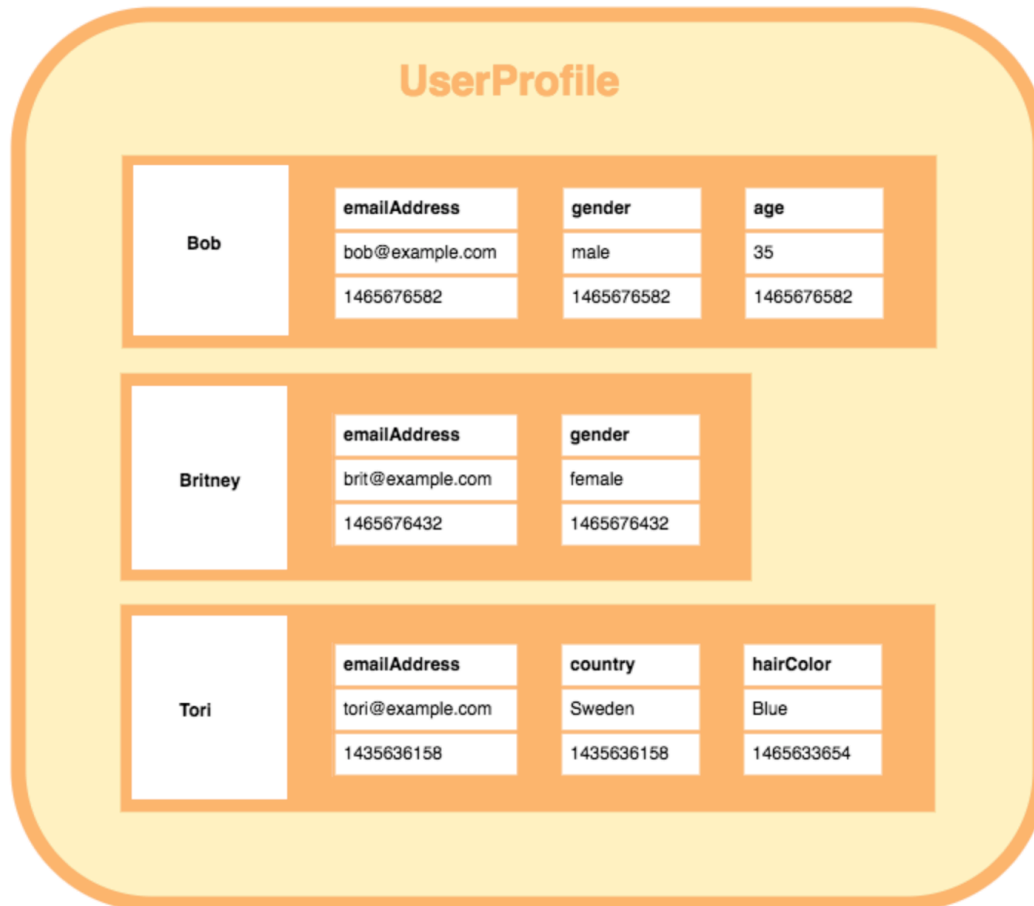 UserProfile
Bob
emailAddress gender age
bob@example.com male 35
1465676582 1465676582 1465676582
Britney
emailAddress gender
brit@example.com female
1465676432 1465676432
Tori
emailAddress country hairColor
tori@example.com Sweden Blue
1435636158 1435636158 1465633654